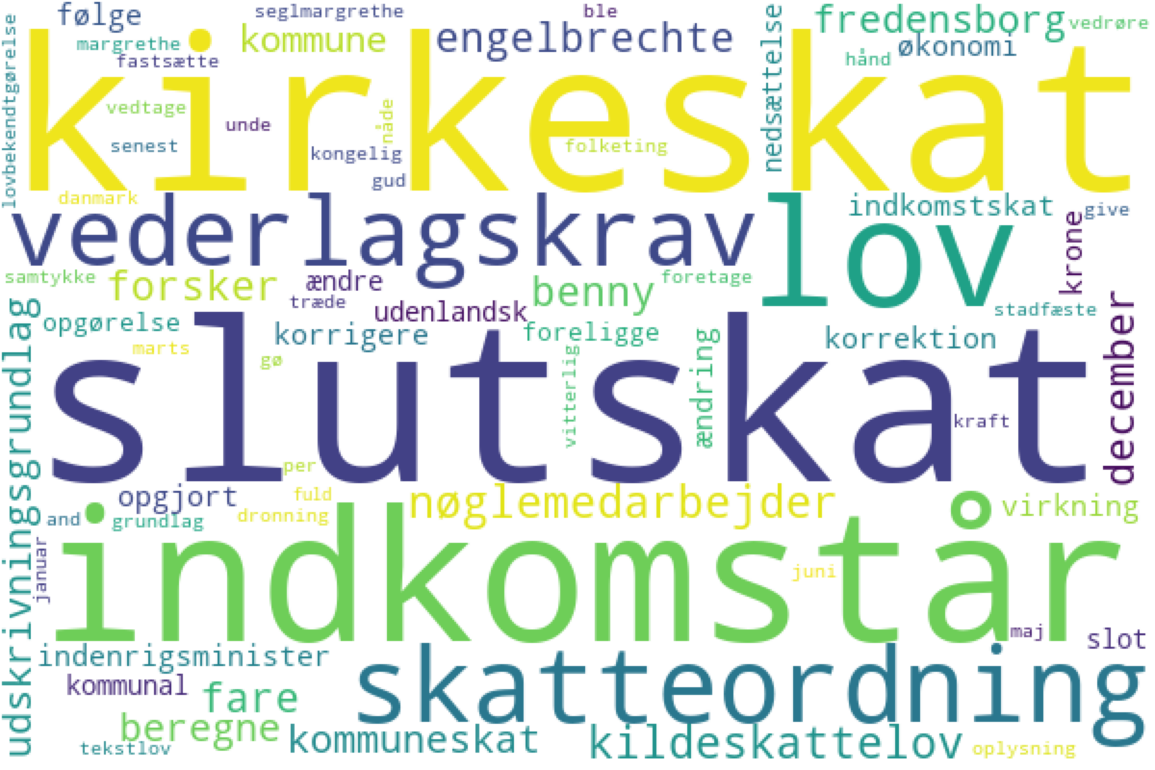 lovbekendtgørelse
følge
seglmargrethe
ble
nedsættelse
fredensborg
vedrøre
margrethe
kommune
engelbrechte
økonomi
fastsætte
hånd
kirkeskat
vedtage
nåde
unde
senest
folketing
kongelig
gud
danmark
vederlagskrav
lov
indkomstskat
give
krone
samtykke
forsker
ændre
benny
foretage
træde
udenlandsk
stadfæste
udskrivningsgrundlag
opgørelse
korrigere
foreligge
korrektion
december
marts
gø
vitterlig
ændring
slutskat
kraft
per
opgjort
fuld
nøglemedarbejder
virkning
and
grundlag
dronning
januar
indkomstår
juni
maj
slot
indenrigsminister
skatteordning
kommunal
fare
beregne
kommuneskat
kildeskattelov
tekstlov
oplysning